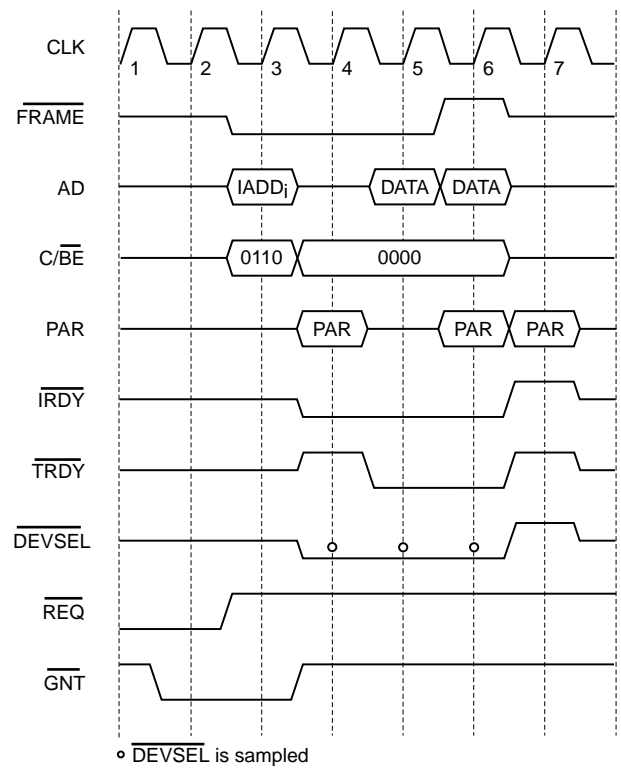 CLK
1 2 3 4 5 6 7
FRAME
AD IADDi DATA DATA
C/BE 0110 0000
PAR PAR PAR PAR
IRDY
TRDY
DEVSEL
REQ
GNT
DEVSEL is sampled